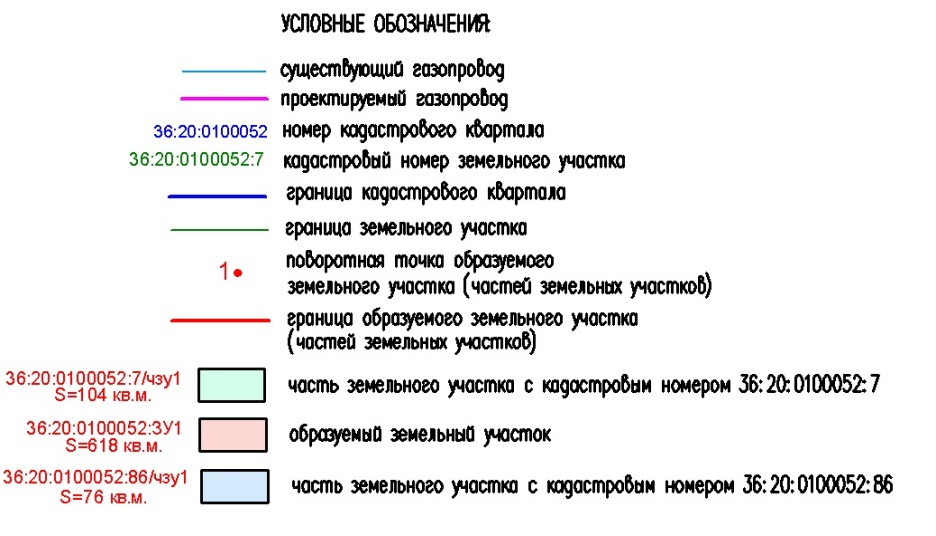 УСЛОВНЫЕ ОБОЗНАЧЕНИЯ:
существующий газопровод
проектируемый газопровод
36:20:0100052 номер кадастрового квартала
36:20:0100052:7 кадастровый номер земельного участка
граница кадастрового квартала
граница земельного участка
1 поворотная точка образуемого
земельного участка (частей земельных участков)
граница образуемого земельного участка
(частей земельных участков)
36:20:0100052:7/чзу1
S=104 кв.м.
часть земельного участка с кадастровым номером 36:20:0100052:7
36:20:0100052:ЗУ1
S=618 кв.м.
образуемый земельный участок
36:20:0100052:86/чзу1
S=76 кв.м.
часть земельного участка с кадастровым номером 36:20:0100052:86